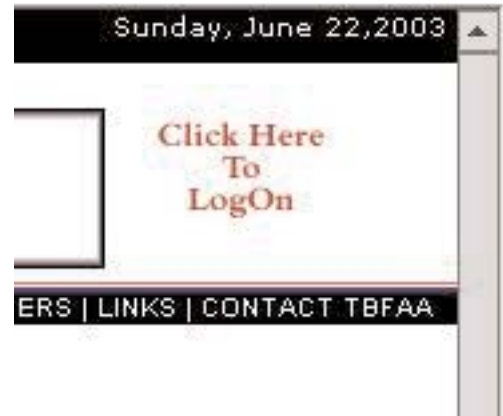 Sunday, June 22,2003
Click Here
To
LogOn
ERS | LINKS | CONTACT TBFAA